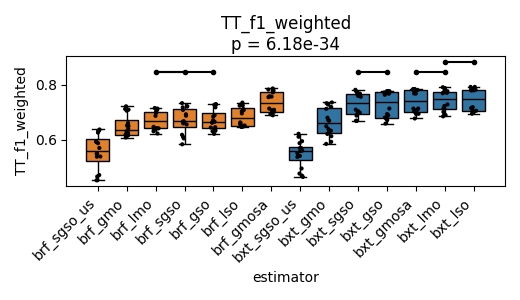 TT_f1_weighted
p = 6.18e-34
TT_f1_weighted
0.8
0.6
brf_sgso_us
brf_gmo
brf_lmo
brf_sgso
brf_gso
brf_lso
brf_gmosa
bxt_sgso_us
bxt_gmo
bxt_sgso
bxt_gso
bxt_gmosa
bxt_lmo
bxt_lso
estimator